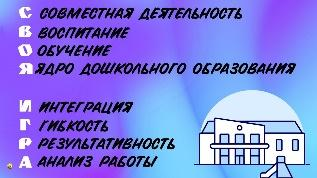 С СОВМЕСТНАЯ ДЕЯТЕЛЬНОСТЬ
В ВОСПИТАНИЕ
О ОБУЧЕНИЕ
Я ЯДРО ДОШКОЛЬНОГО ОБРАЗОВАНИЯ
И ИНТЕГРАЦИЯ
Г ГИБКОСТЬ
Р РЕЗУЛЬТАТИВНОСТЬ
А АНАЛИЗ РАБОТЫ